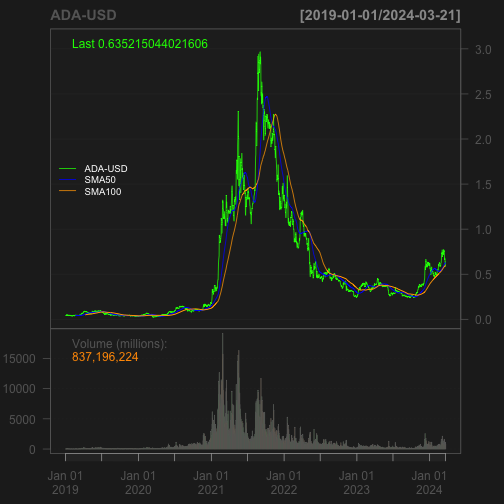 ADA-USD [2019-01-01/2024-03-21]
Last 0.635215044021606
3.0
2.5
2.0
ADA-USD
SMA50
SMA100
1.5
1.0
0.5
0.0
Volume (millions):
837,196,224
15000
10000
5000
0
Jan 01 Jan 01 Jan 01 Jan 01 Jan 01 Jan 01
2019 2020 2021 2022 2023 2024